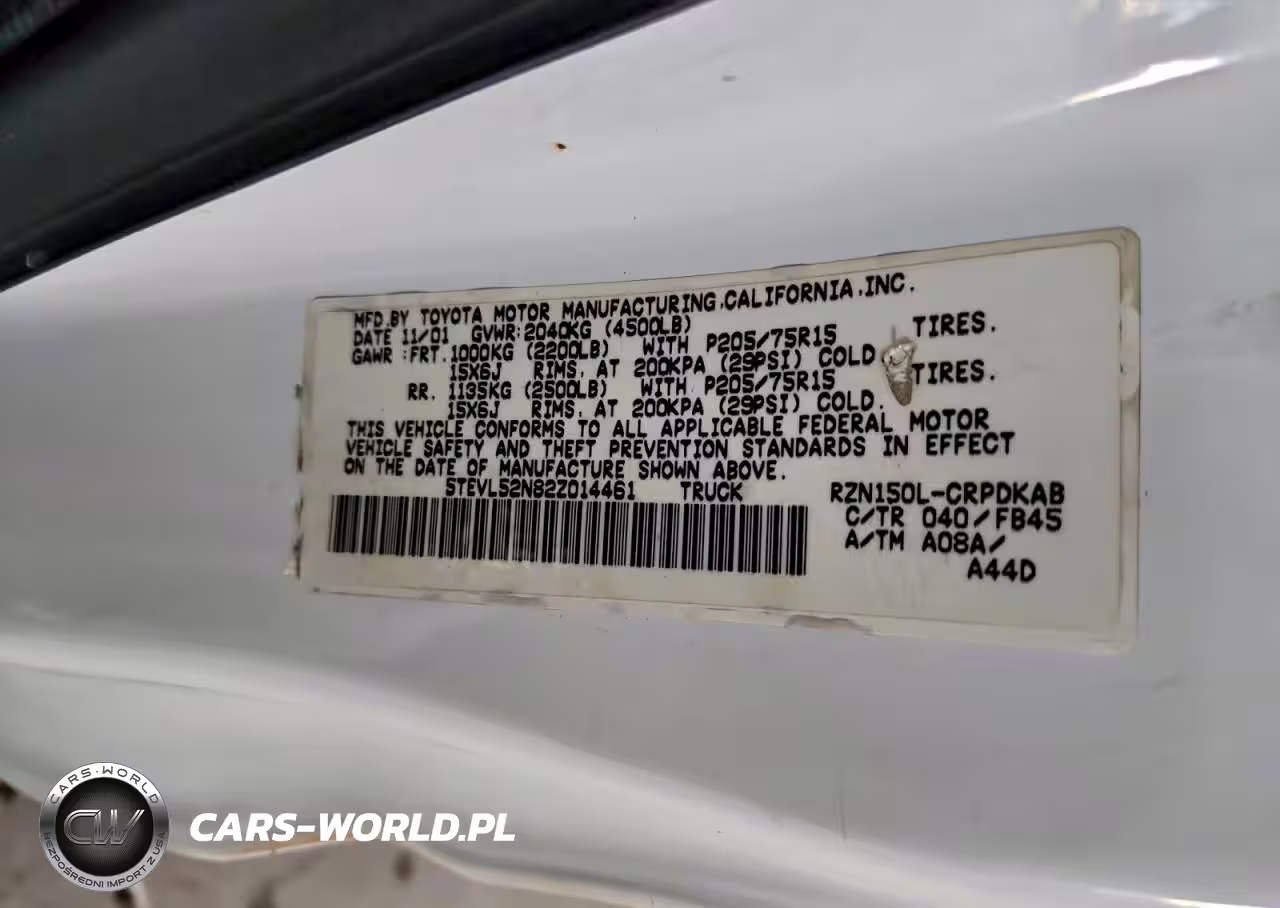 MFD.BY TOYOTA MOTOR MANUFACTURING,CALIFORNIA,INC.
DATE 11/01 GVWR:2040KG (4500LB)
GAWR:FRT.1000KG (2200LB) WITH P205/75R15 TIRES.
15X6J RIMS, AT 200KPA (29PSI) COLD
RR. 1135KG (2500LB) WITH P205/75R15 TIRES.
15X6J RIMS, AT 200KPA (29PSI) COLD.
THIS VEHICLE CONFORMS TO ALL APPLICABLE FEDERAL MOTOR
VEHICLE SAFETY AND THEFT PREVENTION STANDARDS IN EFFECT
ON THE DATE OF MANUFACTURE SHOWN ABOVE.
5TEVL52N82Z014461 TRUCK RZN150L-CRPDKAB
C/TR 040/FB45
A/TM A08A/
A44D
CARS-WORLD
CW
BEZPOŚREDNI IMPORT Z USA
CARS-WORLD.PL